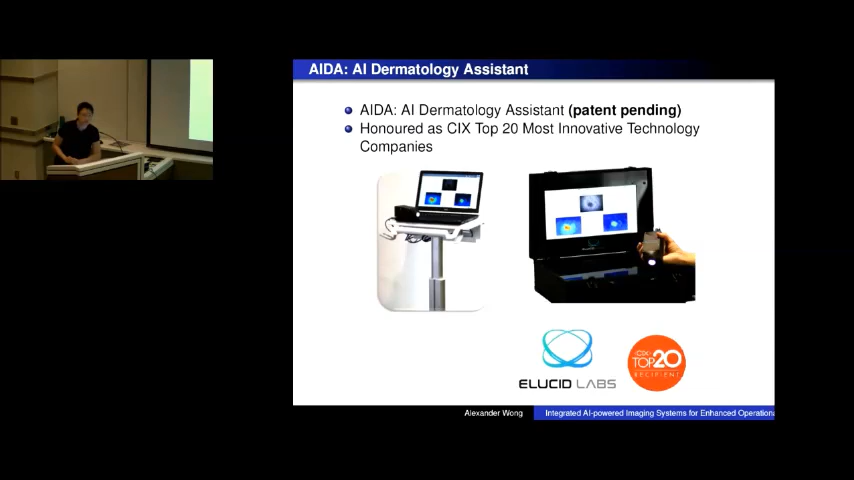 AIDA: AI Dermatology Assistant
AIDA: AI Dermatology Assistant (patent pending)
Honoured as CIX Top 20 Most Innovative Technology
Companies
ELUCID LABS
CIX
TOP 20
RECIPIENT
Alexander Wong
Integrated AI-powered Imaging Systems for Enhanced Operationa